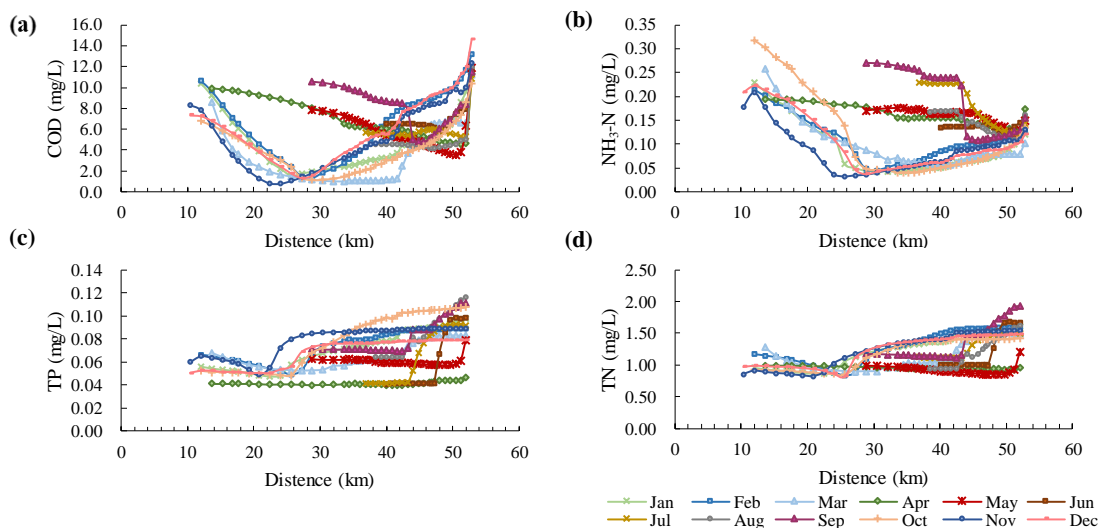 (a)
16.0
14.0
12.0
10.0
8.0
6.0
4.0
2.0
0.0
COD (mg/L)
0 10 20 30 40 50 60
Distence (km)
(b)
0.35
0.30
0.25
0.20
0.15
0.10
0.05
0.00
NH3-N (mg/L)
0 10 20 30 40 50 60
Distence (km)
(c)
0.14
0.12
0.10
0.08
0.06
0.04
0.02
0.00
TP (mg/L)
0 10 20 30 40 50 60
Distence (km)
(d)
2.50
2.00
1.50
1.00
0.50
0.00
TN (mg/L)
0 10 20 30 40 50 60
Distence (km)
Jan Feb Mar Apr May Jun
Jul Aug Sep Oct Nov Dec